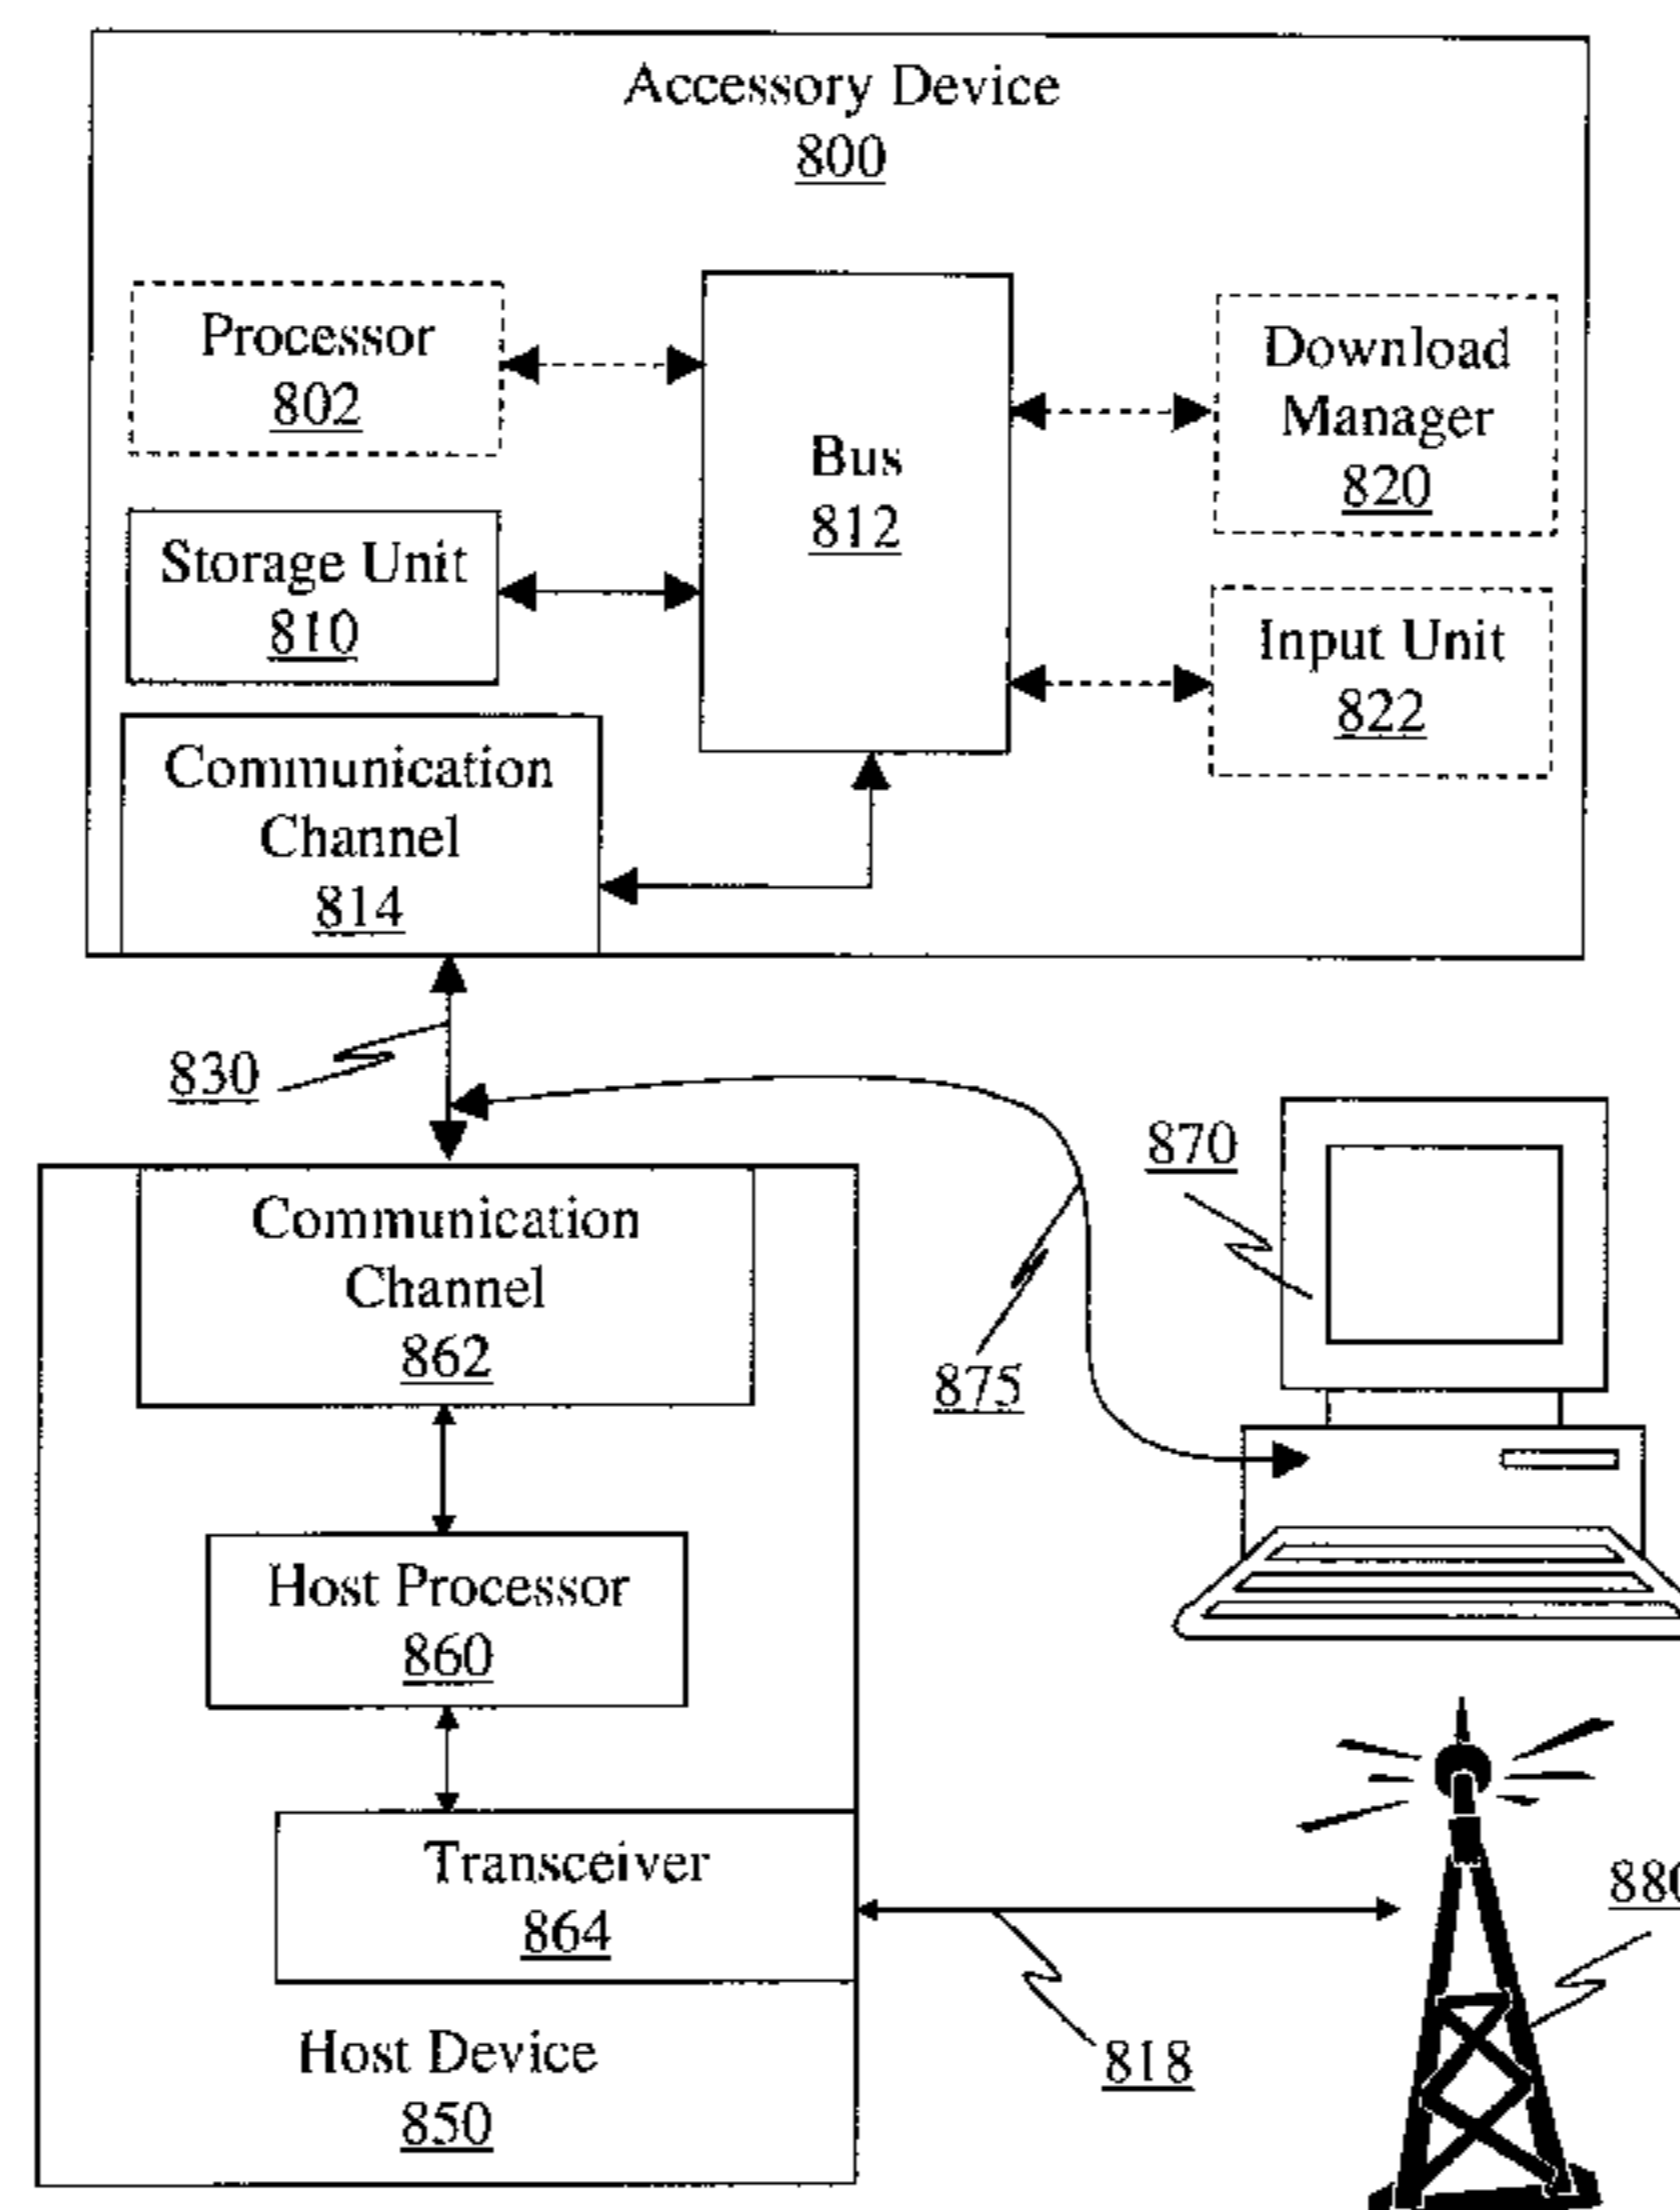 Accessory Device
800
Processor
802
Bus
812
Download
Manager
820
Storage Unit
810
Input Unit
822
Communication
Channel
814
830
870
Communication
Channel
862
875
Host Processor
860
Transceiver
864
880
818
Host Device
850